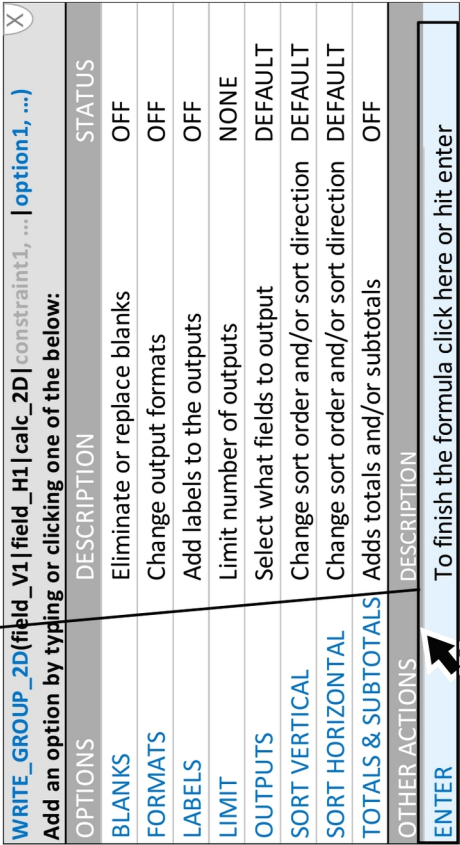 WRITE_GROUP_2D(field_V1|field_H1|calc_2D|constraint1, ...|option1, ...) X
Add an option by typing or clicking one of the below:
OPTIONS DESCRIPTION STATUS
BLANKS Eliminate or replace blanks OFF
FORMATS Change output formats OFF
LABELS Add labels to the outputs OFF
LIMIT Limit number of outputs NONE
OUTPUTS Select what fields to output DEFAULT
SORT VERTICAL Change sort order and/or sort direction DEFAULT
SORT HORIZONTAL Change sort order and/or sort direction DEFAULT
TOTALS & SUBTOTALS Adds totals and/or subtotals OFF
OTHER ACTIONS DESCRIPTION
ENTER To finish the formula click here or hit enter